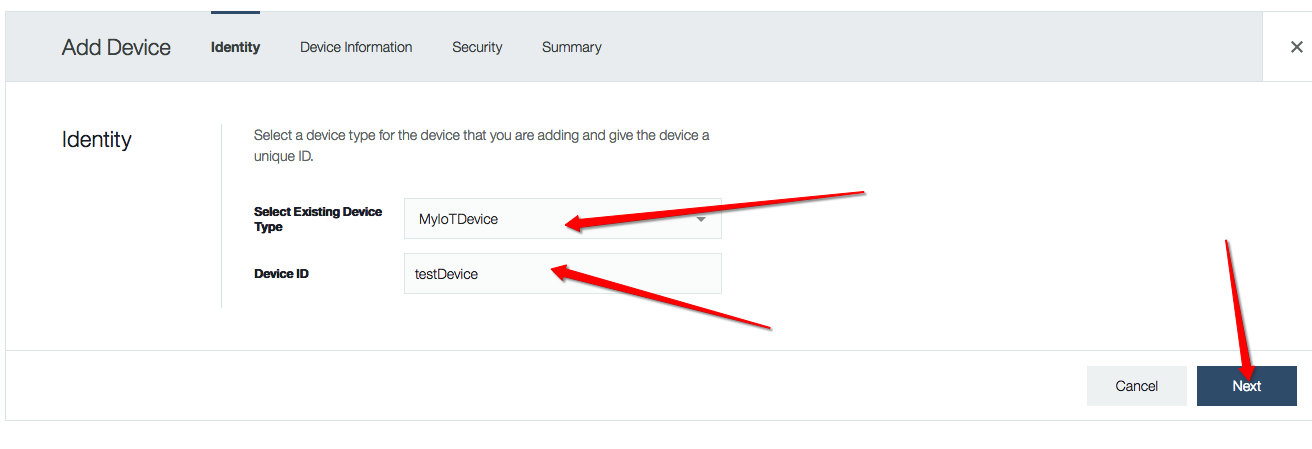 Add Device Identity Device Information Security Summary ×
Identity
Select a device type for the device that you are adding and give the device a
unique ID.
Select Existing Device
Type
MyIoTDevice
Device ID
testDevice
Cancel
Next